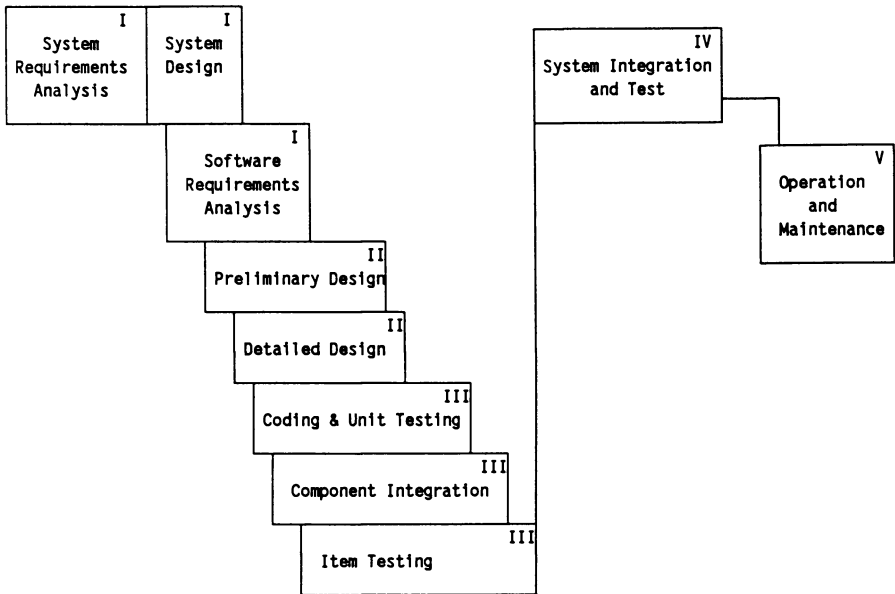 I
System
Requirements
Analysis
I
System
Design
I
Software
Requirements
Analysis
II
Preliminary Design
II
Detailed Design
III
Coding & Unit Testing
III
Component Integration
III
Item Testing
IV
System Integration
and Test
V
Operation
and
Maintenance